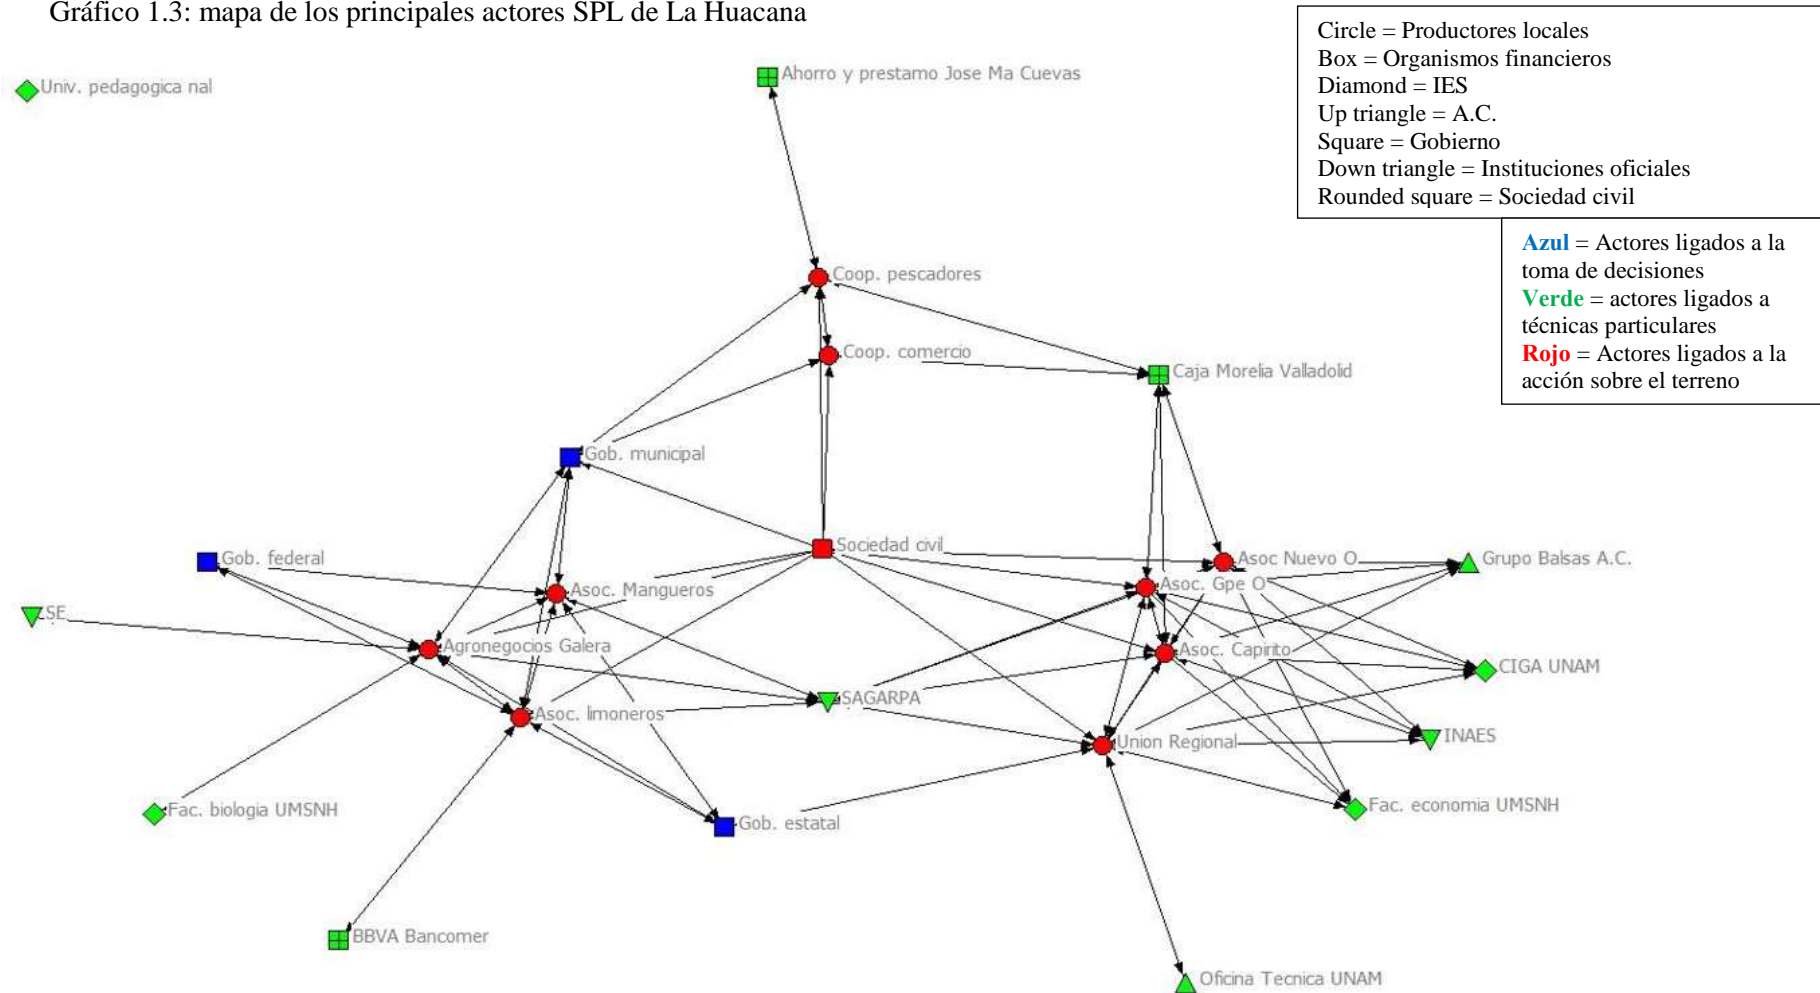 Gráfico 1.3: mapa de los principales actores SPL de La Huacana
Circle = Productores locales
Box = Organismos financieros
Diamond = IES
Up triangle = A.C.
Square = Gobierno
Down triangle = Instituciones oficiales
Rounded square = Sociedad civil
Azul = Actores ligados a la
toma de decisiones
Verde = actores ligados a
técnicas particulares
Rojo = Actores ligados a la
acción sobre el terreno
Univ. pedagogica nal
Ahorro y prestamo Jose Ma Cuevas
Coop. pescadores
Coop. comercio
Caja Morelia Valladolid
Gob. municipal
Sociedad civil
Gob. federal
Asoc Nuevo O
Grupo Balsas A.C.
Asoc. Mangueros
Asoc. Gpe O
SE
Agronegocios Galera
Asoc. Capirito
CIGA UNAM
SAGARPA
Asoc. limoneros
Union Regional
INAES
Fac. biologia UMSNH
Gob. estatal
Fac. economia UMSNH
BBVA Bancomer
Oficina Tecnica UNAM